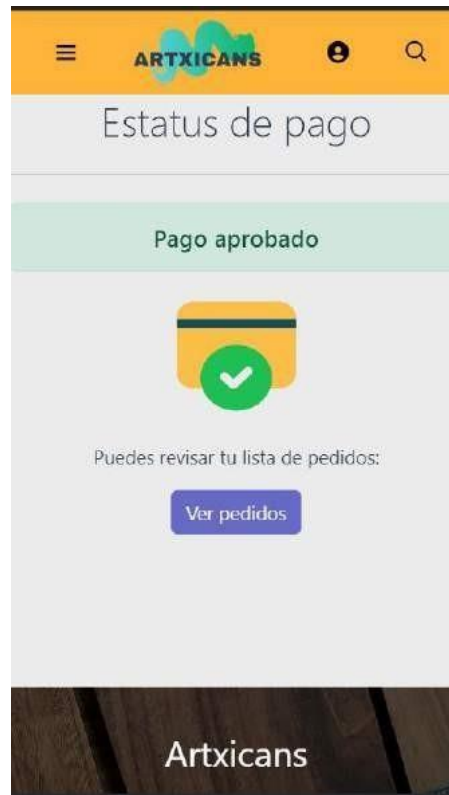 ARTXICANS
Estatus de pago
Pago aprobado
Puedes revisar tu lista de pedidos:
Ver pedidos
Artxicans